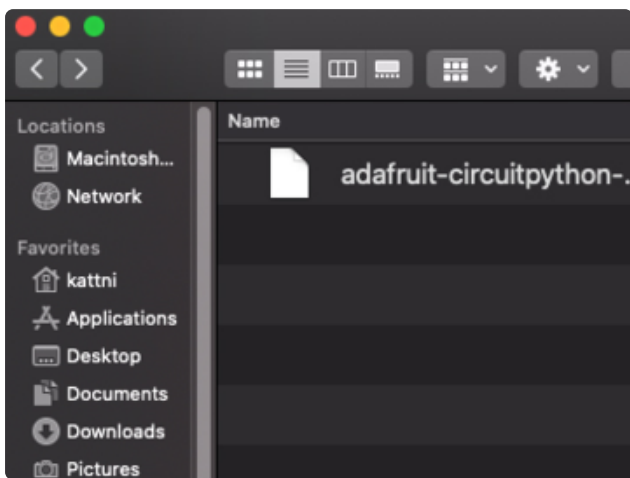 Locations
Macintosh...
Network
Favorites
kattni
Applications
Desktop
Documents
Downloads
Pictures
Name
adafruit-circuitpython-.